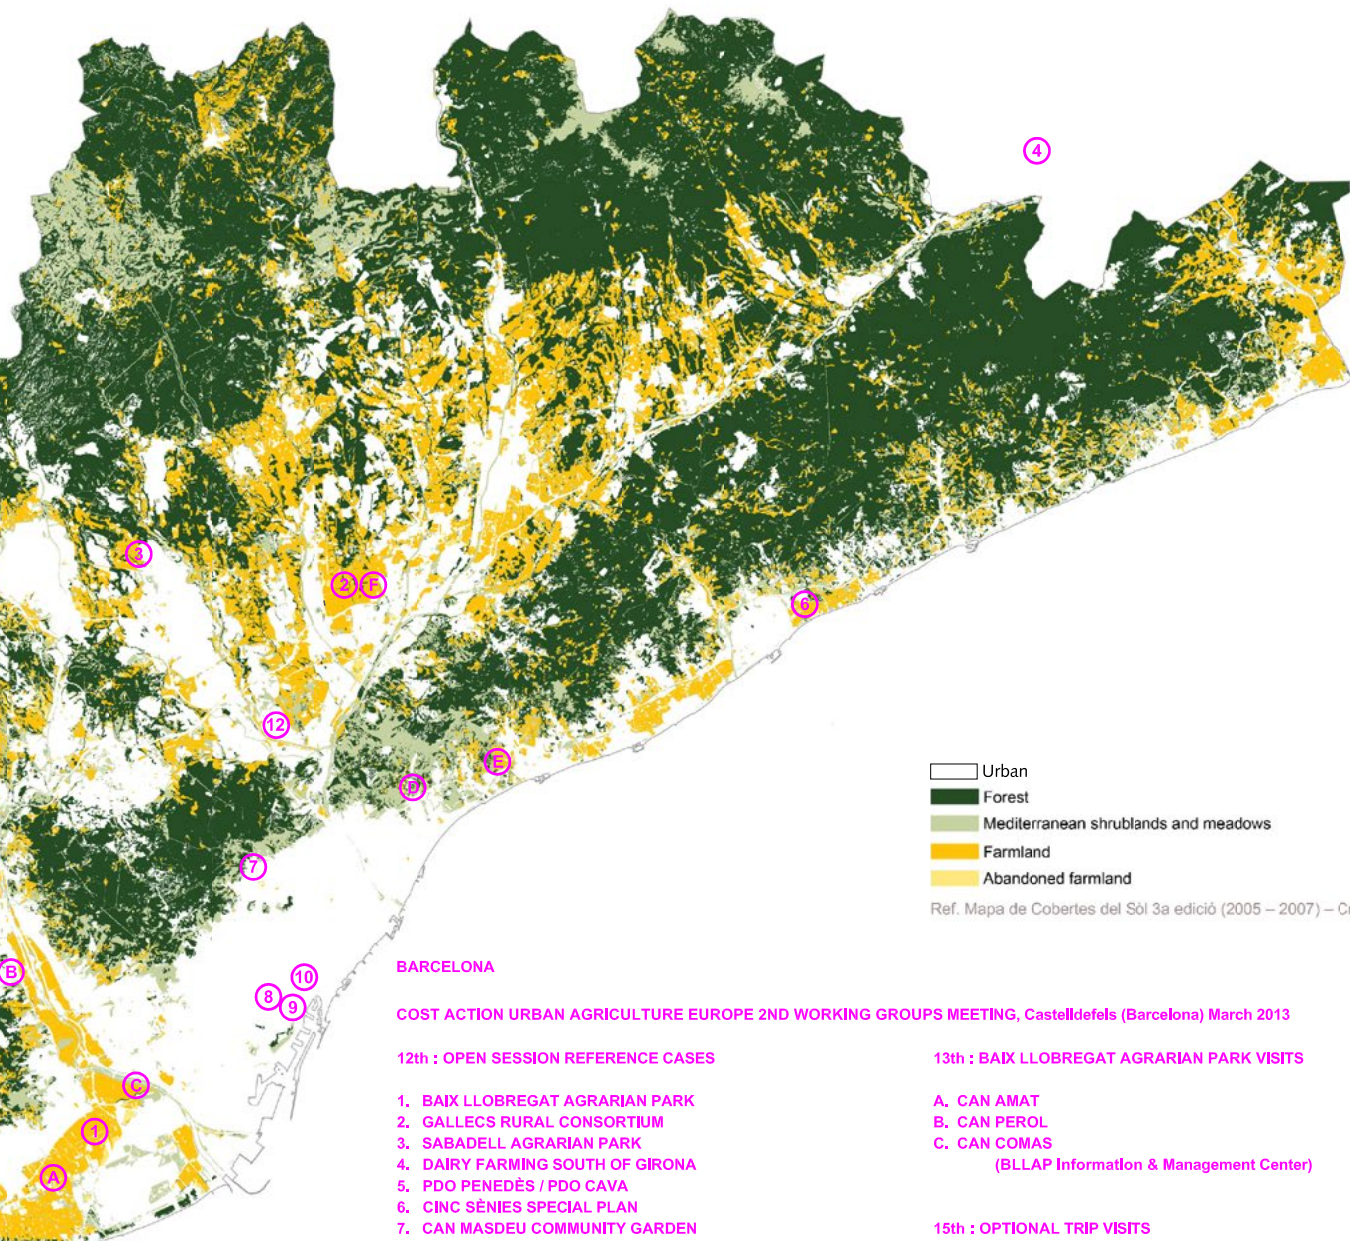 4
3
2
F
6
12
E
D
7
B
10
8
9
C
1
A
Urban
Forest
Mediterranean shrublands and meadows
Farmland
Abandoned farmland
Ref. Mapa de Cobertes del Sòl 3a edició (2005 – 2007) –
BARCELONA
COST ACTION URBAN AGRICULTURE EUROPE 2ND WORKING GROUPS MEETING, Castelldefels (Barcelona) March 2013
12th : OPEN SESSION REFERENCE CASES
1. BAIX LLOBREGAT AGRARIAN PARK
2. GALLECS RURAL CONSORTIUM
3. SABADELL AGRARIAN PARK
4. DAIRY FARMING SOUTH OF GIRONA
5. PDO PENEDÈS / PDO CAVA
6. CINC SÈNIES SPECIAL PLAN
7. CAN MASDEU COMMUNITY GARDEN
13th : BAIX LLOBREGAT AGRARIAN PARK VISITS
A. CAN AMAT
B. CAN PEROL
C. CAN COMAS
(BLLAP Information & Management Center)
15th : OPTIONAL TRIP VISITS